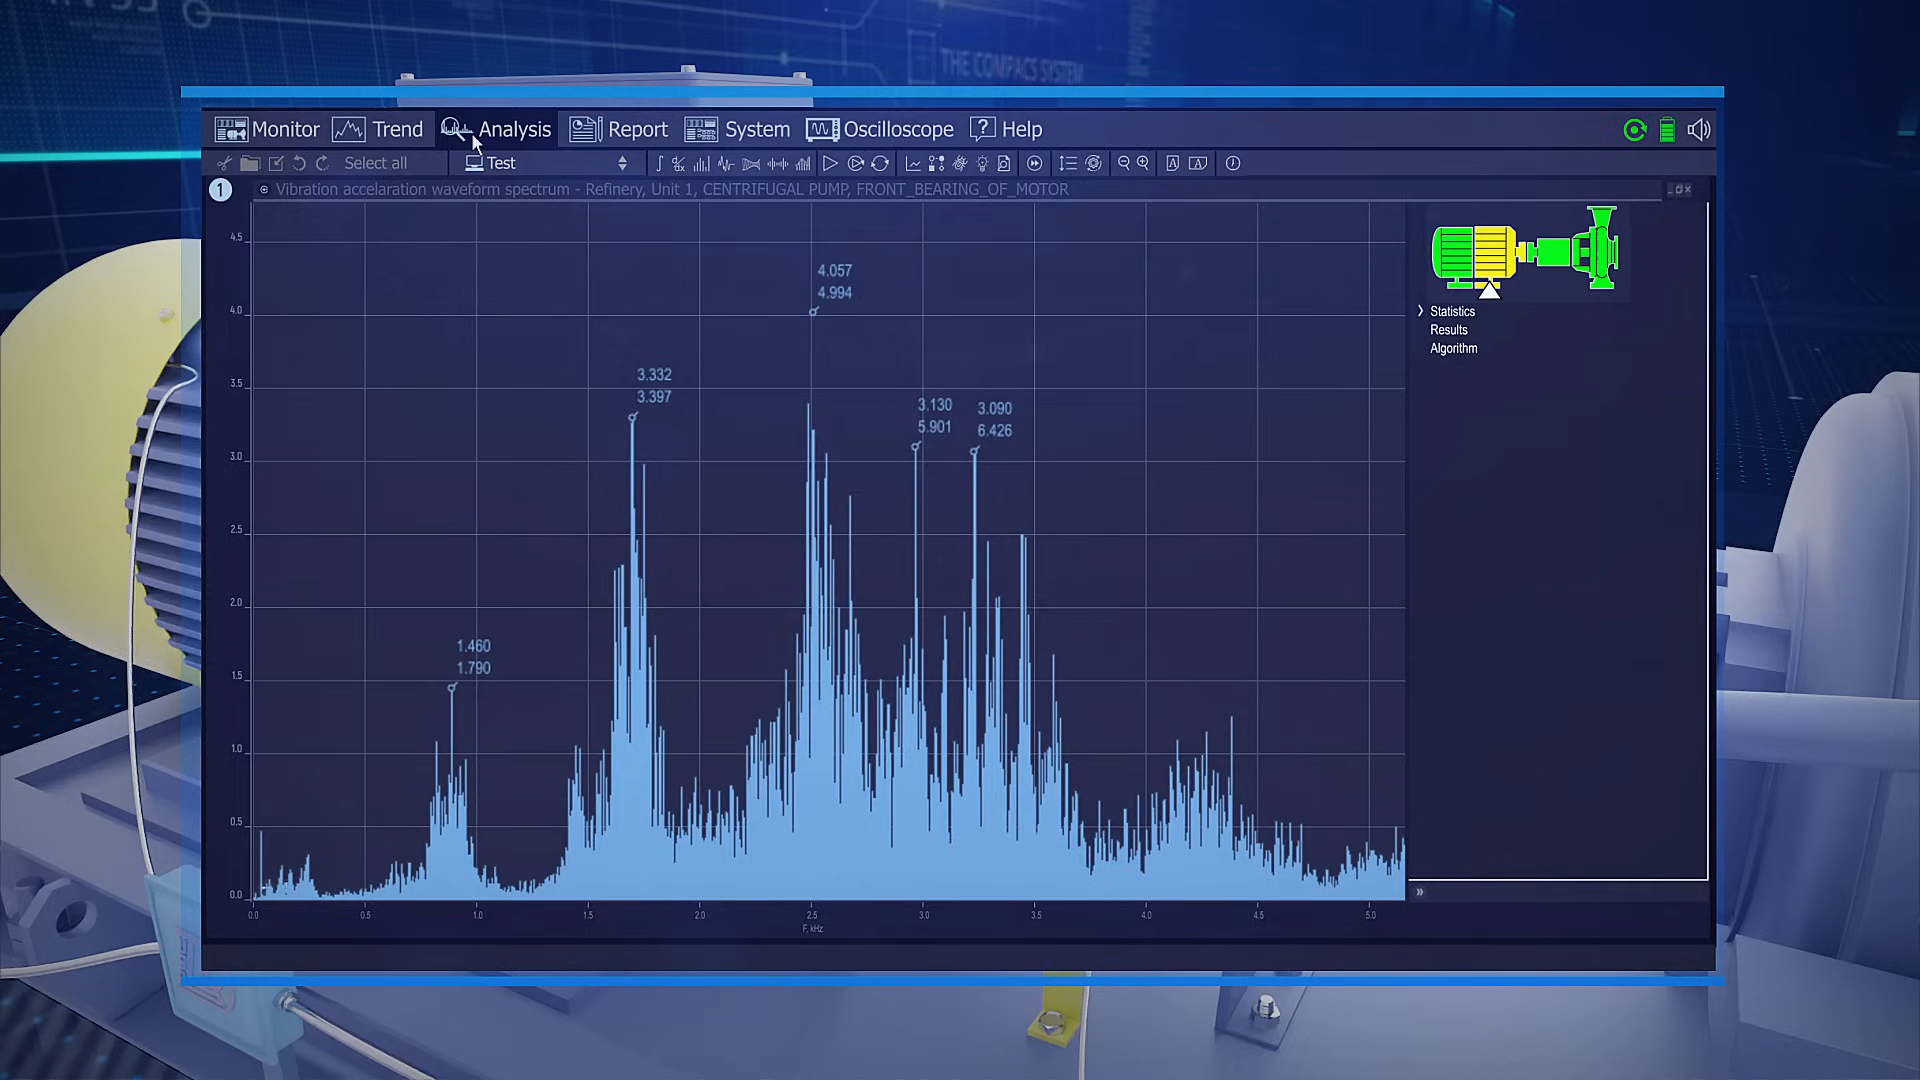 THE COMPACS SYSTEM
Monitor Trend Analysis Report System Oscilloscope ? Help
Select all Test
1 Vibration accelaration waveform spectrum - Refinery, Unit 1, CENTRIFUGAL PUMP, FRONT_BEARING_OF_MOTOR
4.5
4.0
3.5
3.0
2.5
2.0
1.5
1.0
0.5
0.0
1.460
1.790
3.332
3.397
4.057
4.994
3.130
5.901
3.090
6.426
0.0 0.5 1.0 1.5 2.0 2.5 3.0 3.5 4.0 4.5 5.0
F, kHz
Statistics
Results
Algorithm